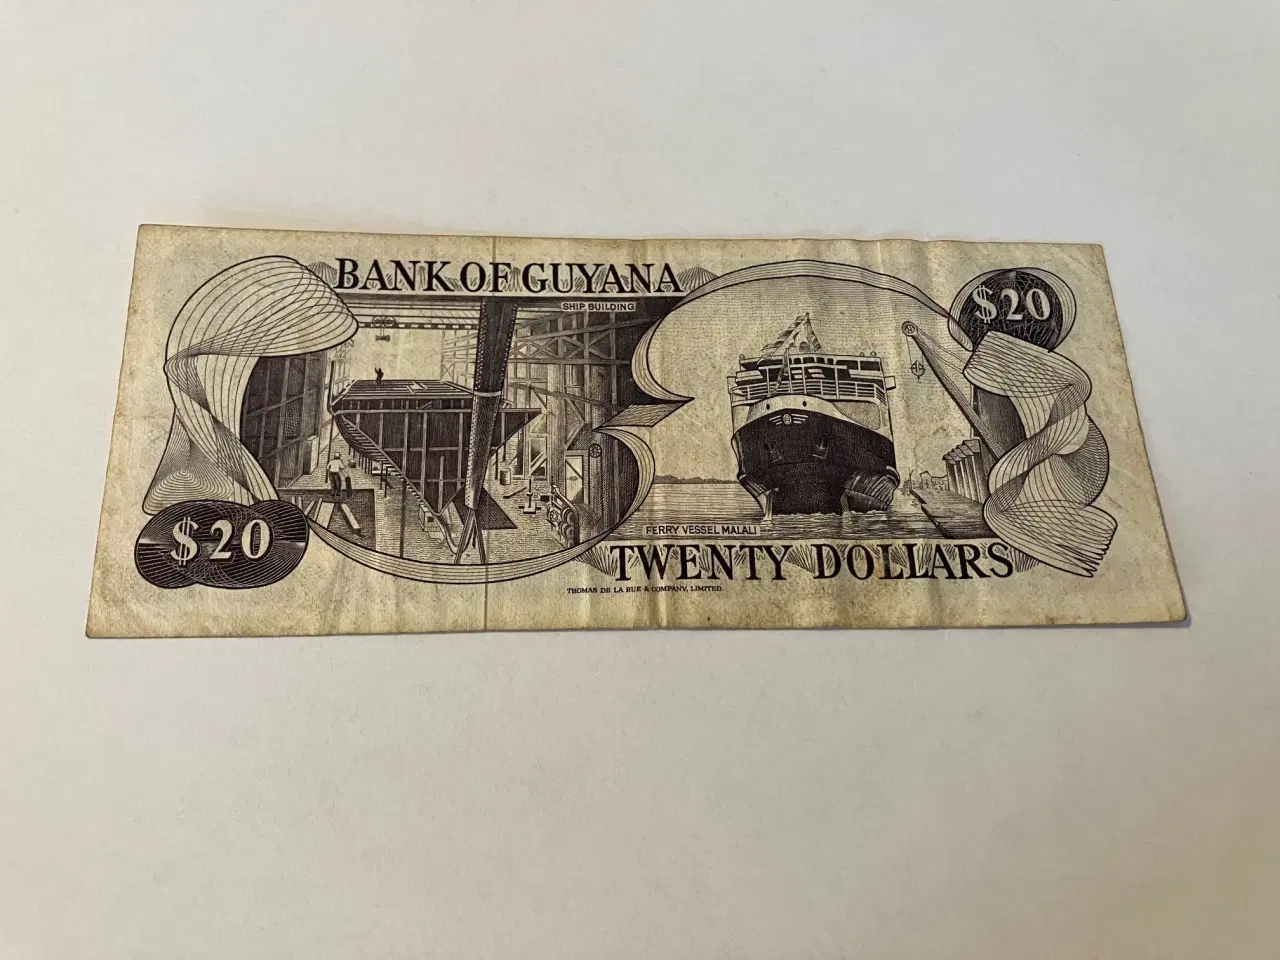 BANK OF GUYANA
$20
SHIP BUILDING
FERRY VESSEL MALALI
$20
TWENTY DOLLARS
THOMAS DE LA RUE & COMPANY, LIMITED.